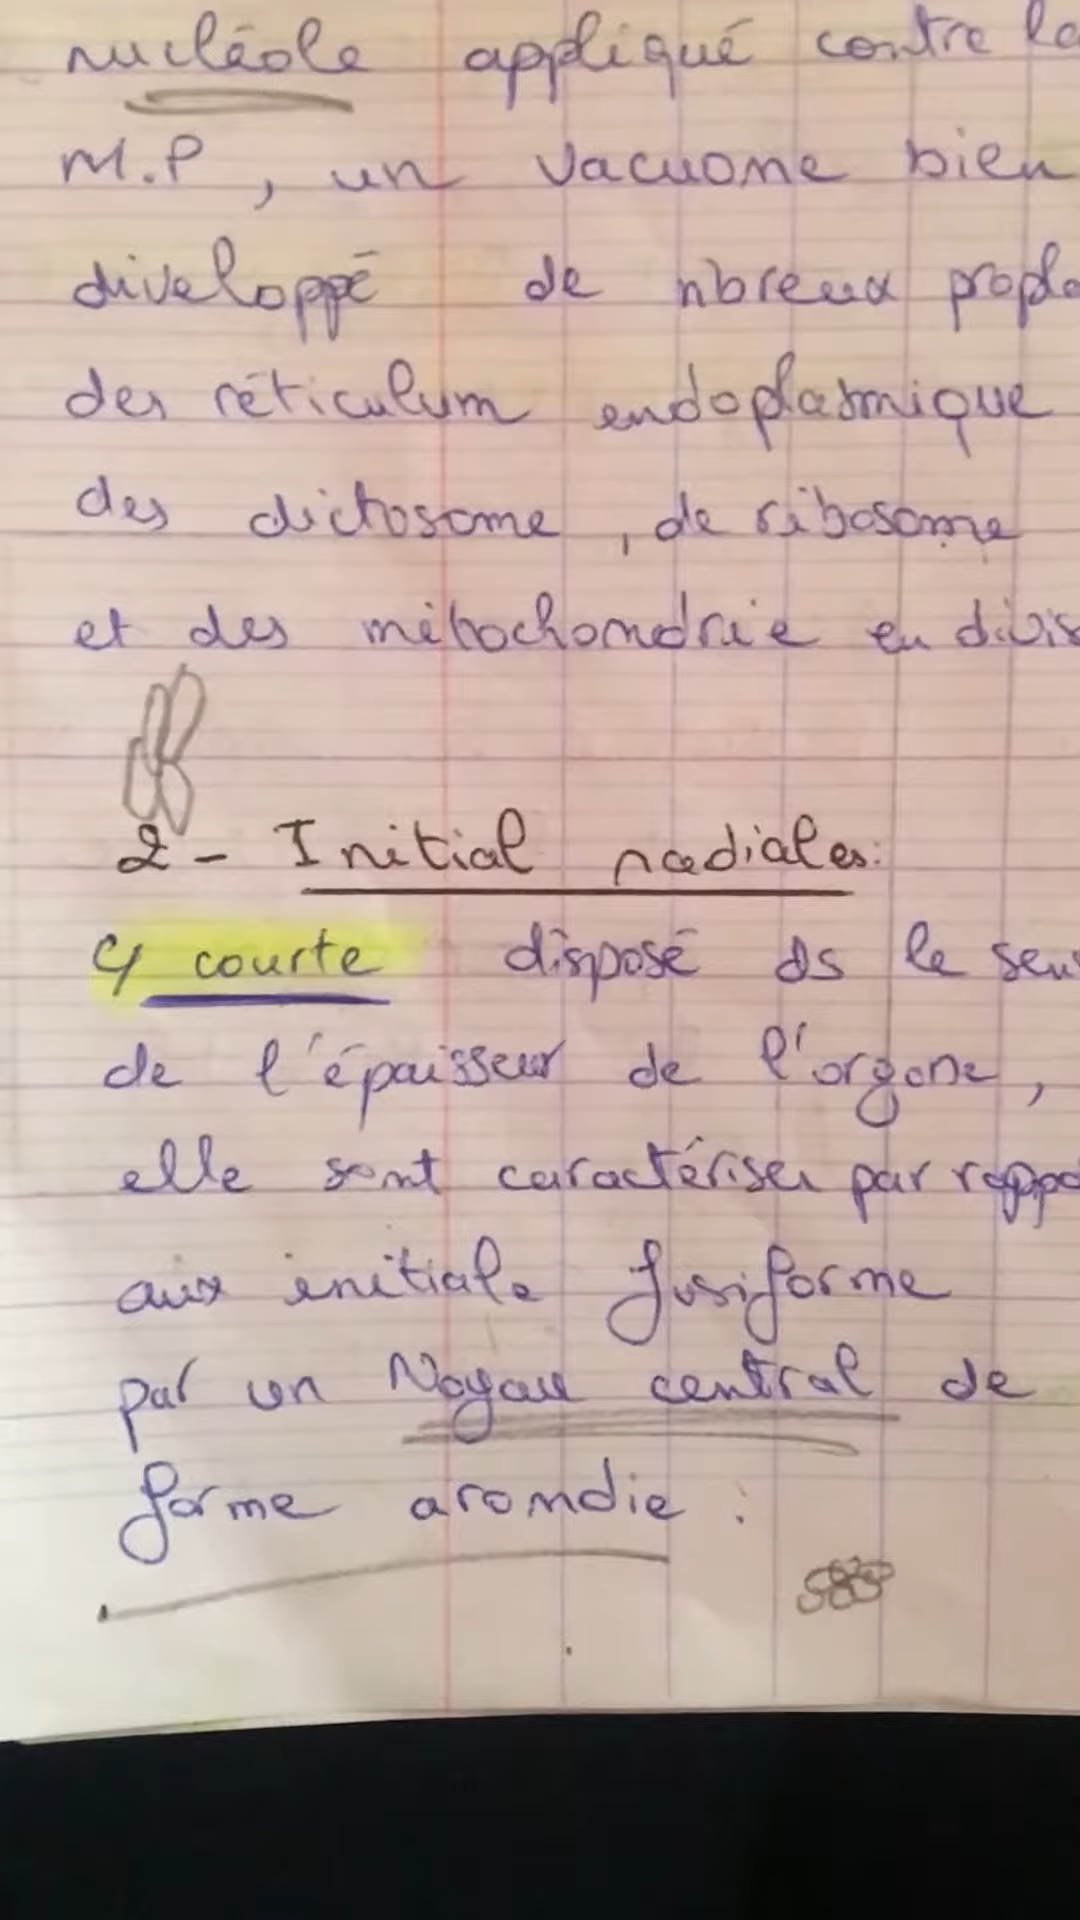 nucléole appliqué contre la
M.P, un vacuome bien
diveloppé de nbreux propla
des réticulum endoplasmique
des dictosome, de ribosome
et des mitochondrie en divis
2 - Initial radiales:
courte disposé ds le sens
de l'épaisseur de l'organe,
elle sont caractériser par rappo
aux initiale fusiforme
par un Noyau central de
forme arondie :